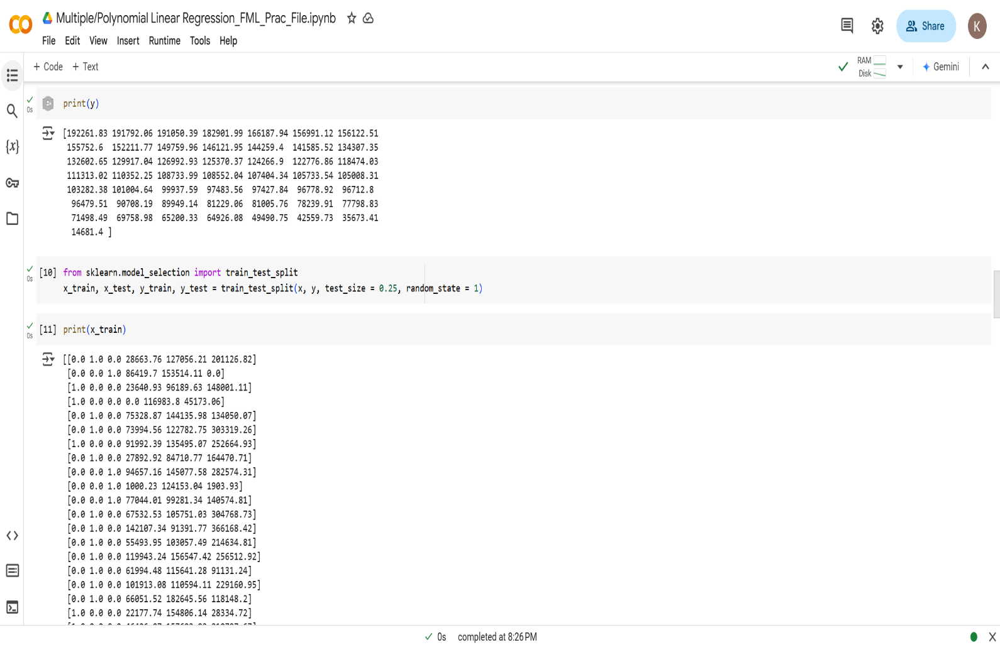 Multiple/Polynomial Linear Regression_FML_Prac_File.ipynb
File Edit View Insert Runtime Tools Help
Share
K
+ Code + Text
RAM
Disk
Gemini
0s
print(y)
[192261.83 191792.06 191050.39 182901.99 166187.94 156991.12 156122.51
155752.6 152211.77 149759.96 146121.95 144259.4 141585.52 134307.35
132602.65 129917.04 126992.93 125370.37 124266.9 122776.86 118474.03
111313.02 110352.25 108733.99 108552.04 107404.34 105733.54 105008.31
103282.38 101004.64 99937.59 97483.56 97427.84 96778.92 96712.8
96479.51 90708.19 89949.14 81229.06 81005.76 78239.91 77798.83
71498.49 69758.98 65200.33 64926.08 49490.75 42559.73 35673.41
14681.4 ]
0s
[10] from sklearn.model_selection import train_test_split
x_train, x_test, y_train, y_test = train_test_split(x, y, test_size = 0.25, random_state = 1)
0s
[11] print(x_train)
[[0.0 1.0 0.0 28663.76 127056.21 201126.82]
[0.0 0.0 1.0 86419.7 153514.11 0.0]
[1.0 0.0 0.0 23640.93 96189.63 148001.11]
[1.0 0.0 0.0 0.0 116983.8 45173.06]
[0.0 1.0 0.0 75328.87 144135.98 134050.07]
[0.0 1.0 0.0 73994.56 122782.75 303319.26]
[1.0 0.0 0.0 91992.39 135495.07 252664.93]
[0.0 1.0 0.0 27892.92 84710.77 164470.71]
[0.0 0.0 1.0 94657.16 145077.58 282574.31]
[0.0 0.0 1.0 1000.23 124153.04 1903.93]
[0.0 0.0 1.0 77044.01 99281.34 140574.81]
[0.0 1.0 0.0 67532.53 105751.03 304768.73]
[0.0 1.0 0.0 142107.34 91391.77 366168.42]
[0.0 1.0 0.0 55493.95 103057.49 214634.81]
[0.0 1.0 0.0 119943.24 156547.42 256512.92]
[0.0 1.0 0.0 61994.48 115641.28 91131.24]
[0.0 1.0 0.0 101913.08 110594.11 229160.95]
[0.0 1.0 0.0 66051.52 182645.56 118148.2]
[1.0 0.0 0.0 22177.74 154806.14 28334.72]
0s completed at 8:26 PM